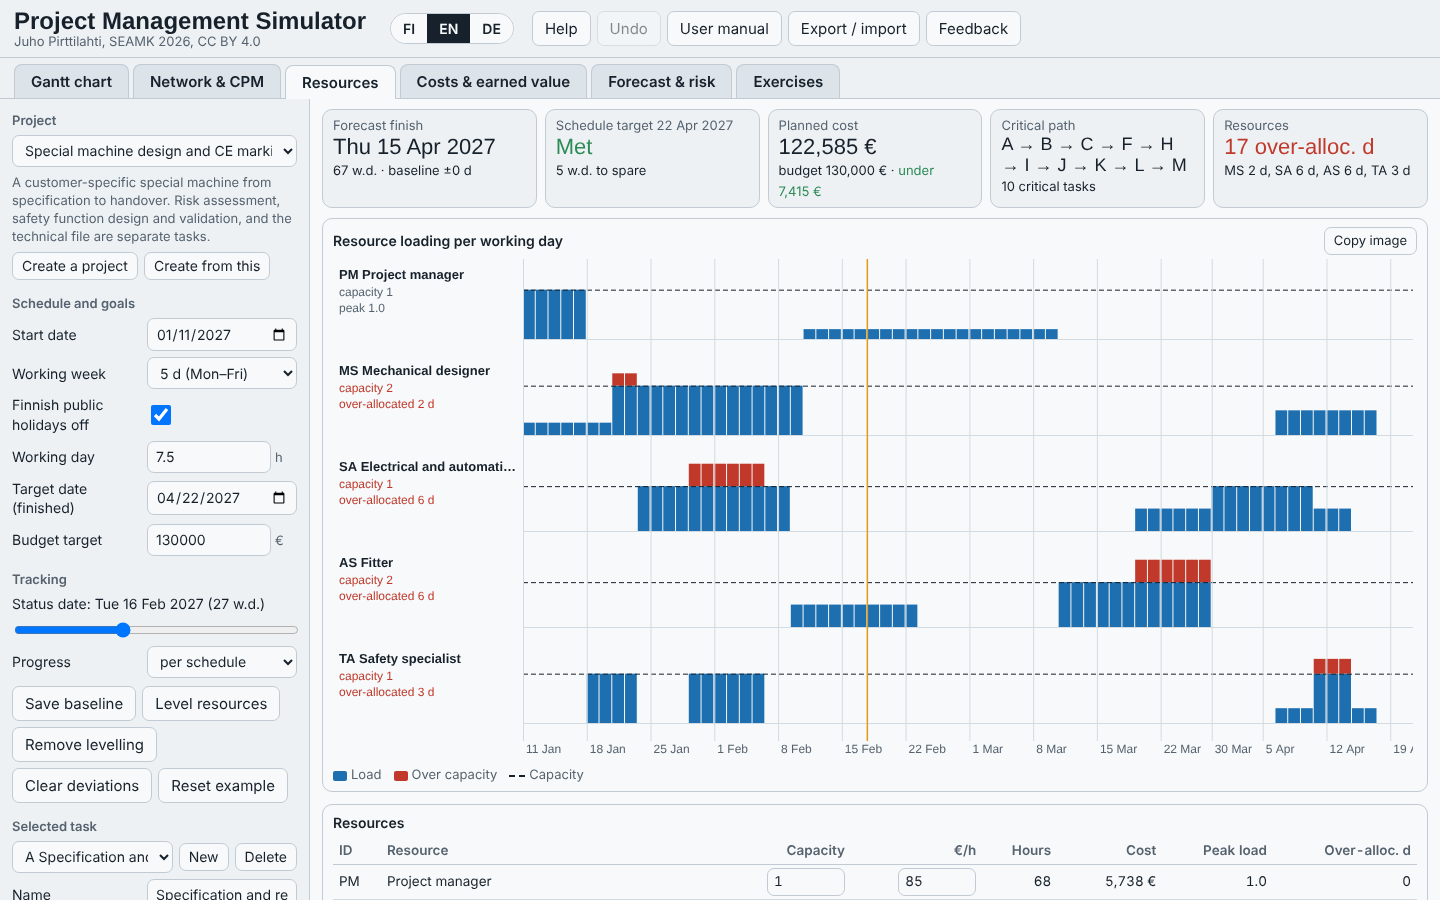 Project Management Simulator
Juho Pirttilahti, SEAMK 2026, CC BY 4.0
FI EN DE Help Undo User manual Export / import Feedback
Gantt chart Network & CPM Resources Costs & earned value Forecast & risk Exercises
Project
Special machine design and CE marki
A customer-specific special machine from
specification to handover. Risk assessment,
safety function design and validation, and the
technical file are separate tasks.
Create a project Create from this
Schedule and goals
Start date 01/11/2027
Working week 5 d (Mon–Fri)
Finnish public
holidays off
Working day 7.5 h
Target date
(finished) 04/22/2027
Budget target 130000 €
Tracking
Status date: Tue 16 Feb 2027 (27 w.d.)
Progress per schedule
Save baseline Level resources
Remove levelling
Clear deviations Reset example
Selected task
A Specification and New Delete
Name Specification and re
Forecast finish
Thu 15 Apr 2027
67 w.d. · baseline ±0 d
Schedule target 22 Apr 2027
Met
5 w.d. to spare
Planned cost
122,585 €
budget 130,000 € · under
7,415 €
Critical path
A → B → C → F → H
→ I → J → K → L → M
10 critical tasks
Resources
17 over-alloc. d
MS 2 d, SA 6 d, AS 6 d, TA 3 d
Resource loading per working day Copy image
PM Project manager
capacity 1
peak 1.0
MS Mechanical designer
capacity 2
over-allocated 2 d
SA Electrical and automati…
capacity 1
over-allocated 6 d
AS Fitter
capacity 2
over-allocated 6 d
TA Safety specialist
capacity 1
over-allocated 3 d
11 Jan 18 Jan 25 Jan 1 Feb 8 Feb 15 Feb 22 Feb 1 Mar 8 Mar 15 Mar 22 Mar 30 Mar 5 Apr 12 Apr 19
Load Over capacity Capacity
Resources
ID Resource Capacity €/h Hours Cost Peak load Over-alloc. d
PM Project manager 1 85 68 5,738 € 1.0 0